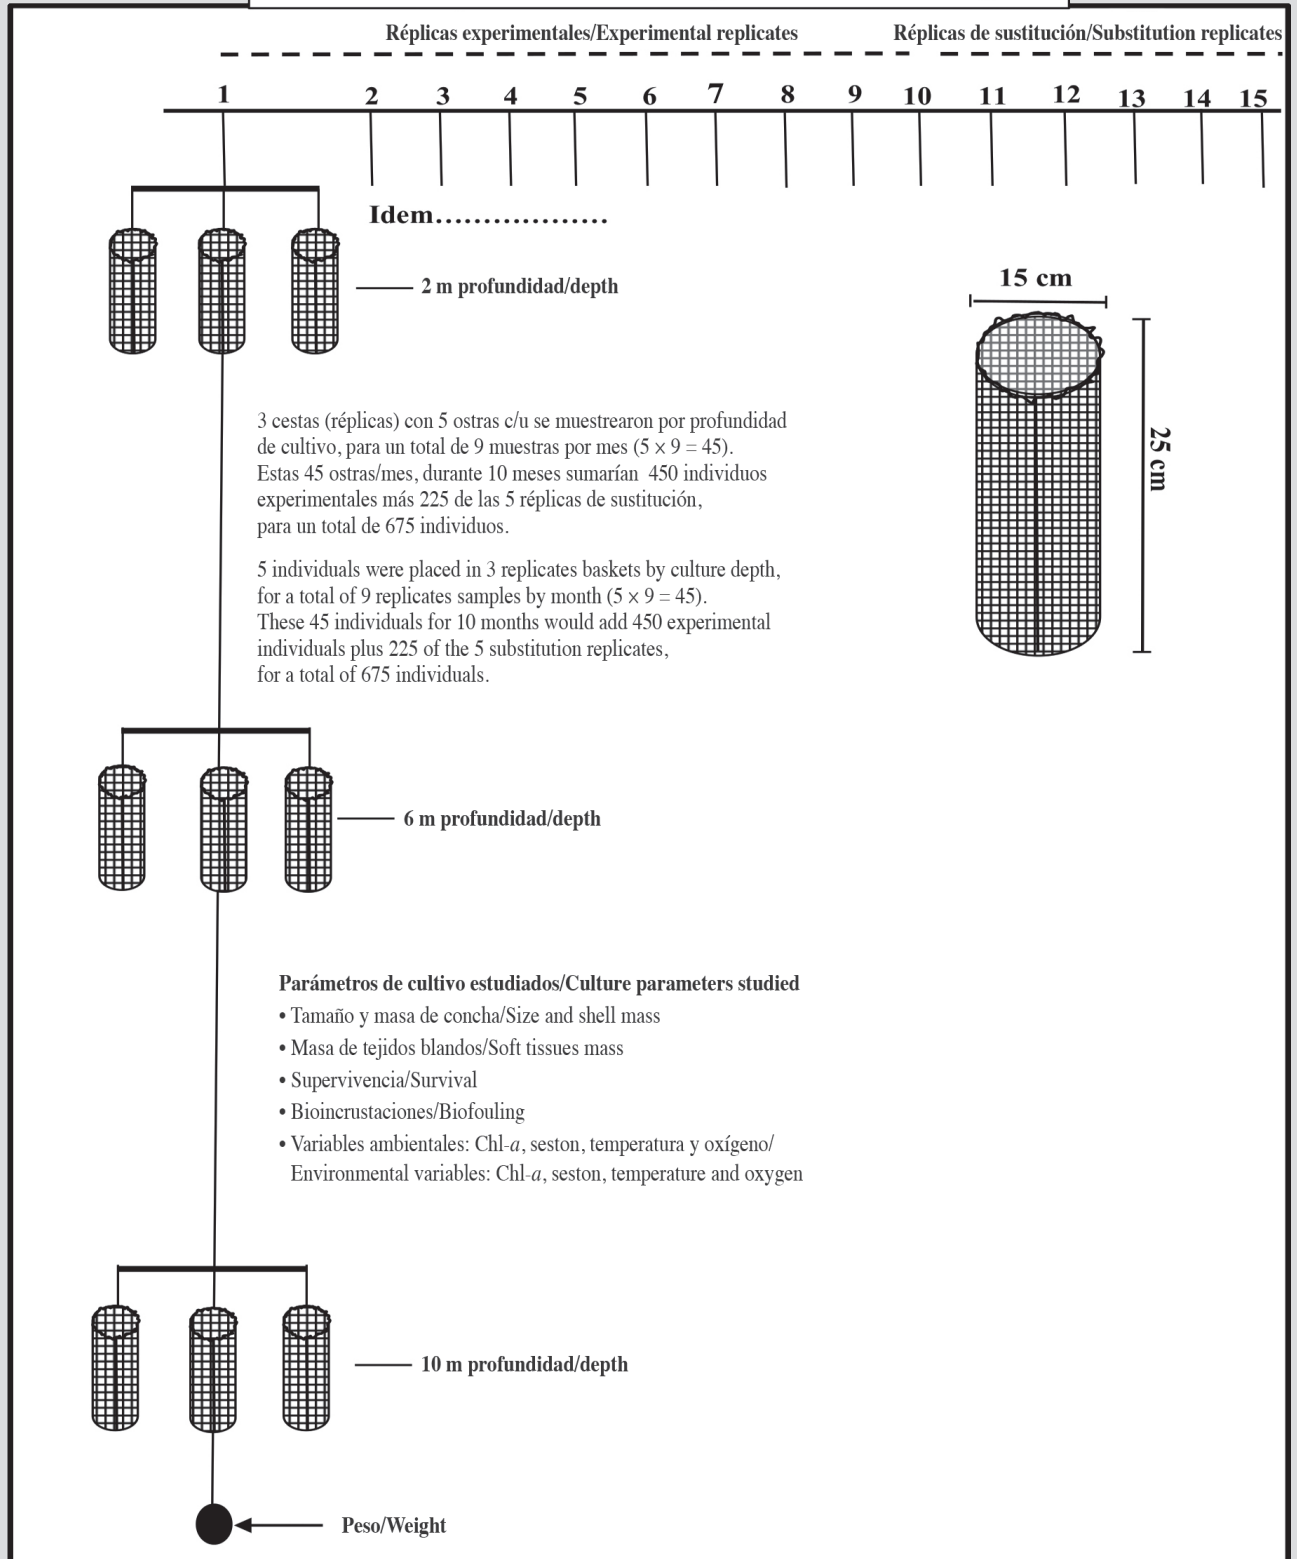 Réplicas experimentales/Experimental replicates
Réplicas de sustitución/Substitution replicates
1 2 3 4 5 6 7 8 9 10 11 12 13 14 15
Idem..................
2 m profundidad/depth
15 cm
25 cm
3 cestas (réplicas) con 5 ostras c/u se muestrearon por profundidad
de cultivo, para un total de 9 muestras por mes (5 × 9 = 45).
Estas 45 ostras/mes, durante 10 meses sumarían 450 individuos
experimentales más 225 de las 5 réplicas de sustitución,
para un total de 675 individuos.
5 individuals were placed in 3 replicates baskets by culture depth,
for a total of 9 replicates samples by month (5 × 9 = 45).
These 45 individuals for 10 months would add 450 experimental
individuals plus 225 of the 5 substitution replicates,
for a total of 675 individuals.
6 m profundidad/depth
Parámetros de cultivo estudiados/Culture parameters studied
• Tamaño y masa de concha/Size and shell mass
• Masa de tejidos blandos/Soft tissues mass
• Supervivencia/Survival
• Bioincrustaciones/Biofouling
• Variables ambientales: Chl-a, seston, temperatura y oxígeno/
Environmental variables: Chl-a, seston, temperature and oxygen
10 m profundidad/depth
Peso/Weight